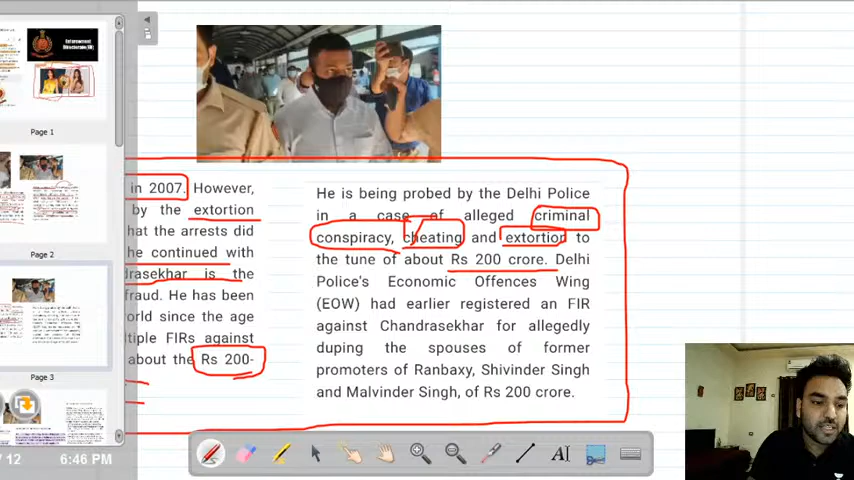 Enforcement
Directorate(ED)
Page 1
Page 2
Page 3
/ 12
6:46 PM
in 2007. However,
by the extortion
hat the arrests did
he continued with
drasekhar is the
fraud. He has been
orld since the age
ltiple FIRs against
about the Rs 200-
He is being probed by the Delhi Police
in a case of alleged criminal
conspiracy, cheating and extortion to
the tune of about Rs 200 crore. Delhi
Police's Economic Offences Wing
(EOW) had earlier registered an FIR
against Chandrasekhar for allegedly
duping the spouses of former
promoters of Ranbaxy, Shivinder Singh
and Malvinder Singh, of Rs 200 crore.
AI